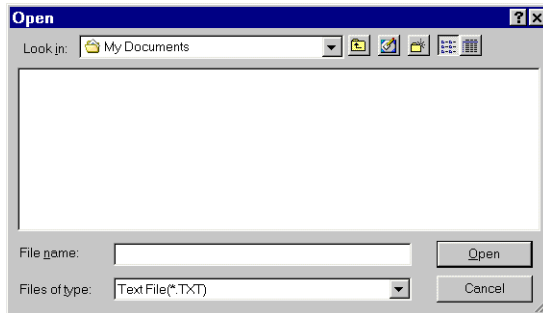 Open
Look in: My Documents
File name:
Open
Files of type: Text File(*.TXT)
Cancel